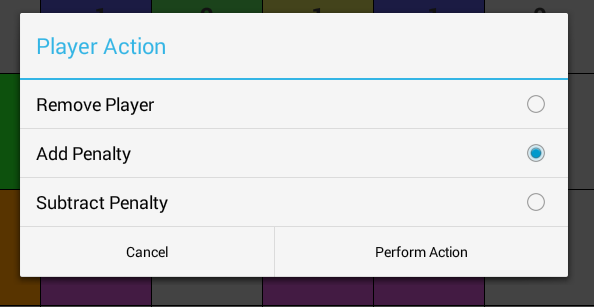 Player Action
Remove Player
Add Penalty
Subtract Penalty
Cancel
Perform Action